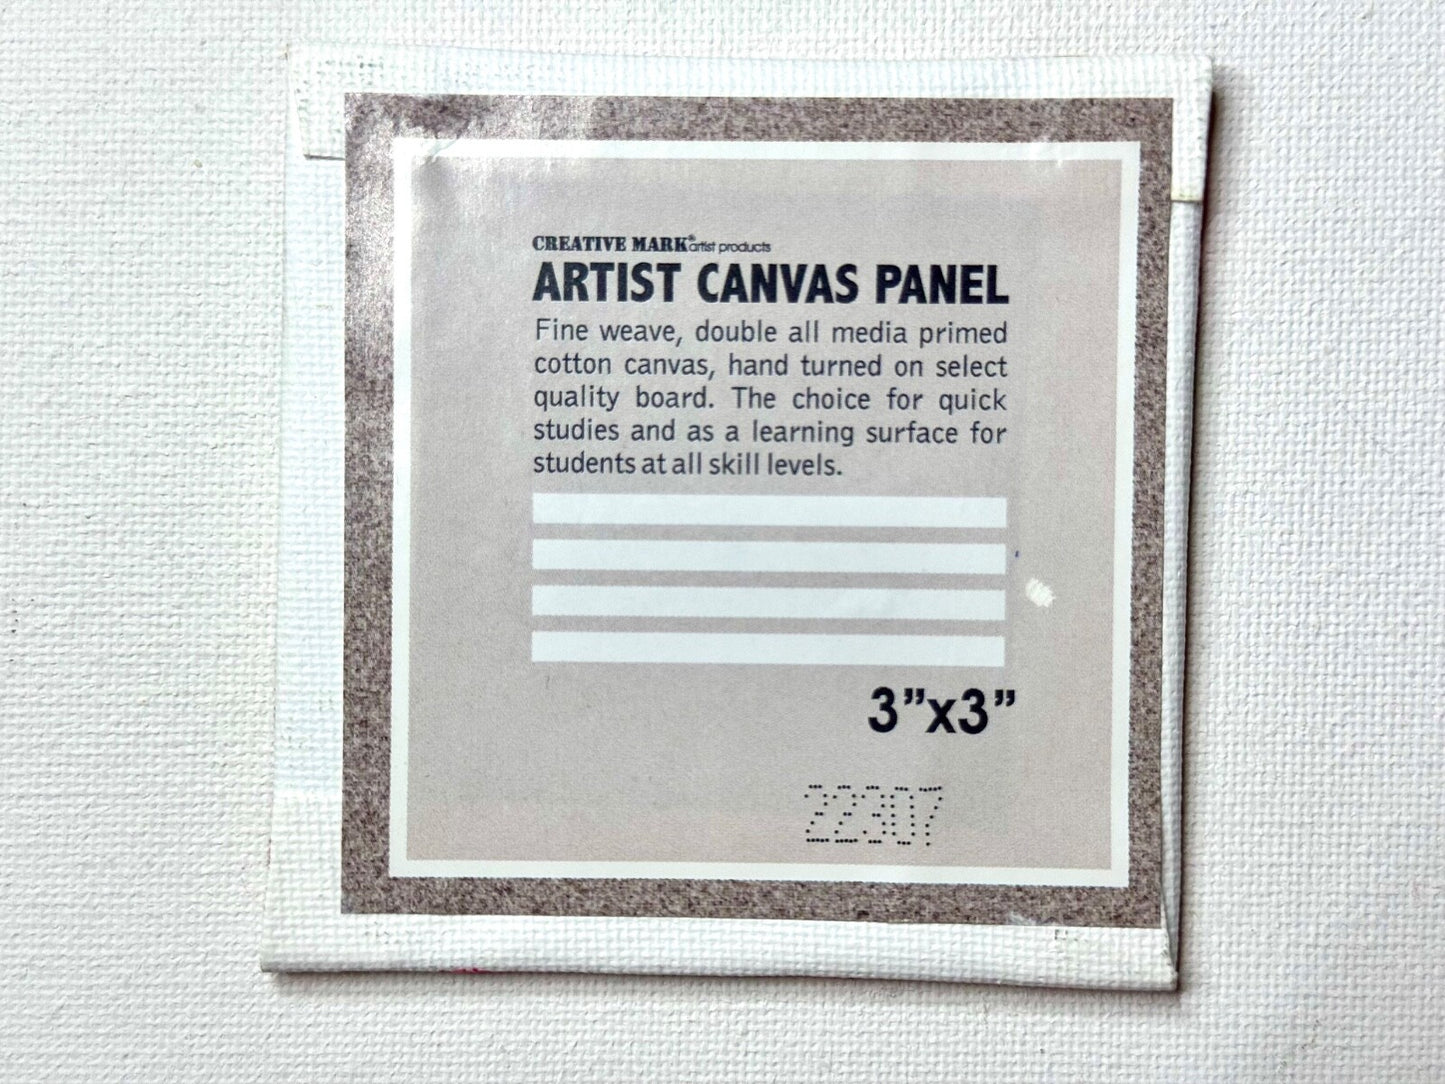 CREATIVE MARK® artist products
ARTIST CANVAS PANEL
Fine weave, double all media primed
cotton canvas, hand turned on select
quality board. The choice for quick
studies and as a learning surface for
students at all skill levels.
3”x3”
22307